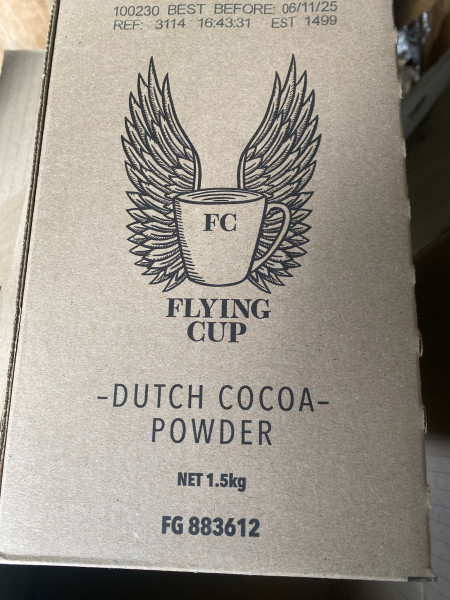 100230 BEST BEFORE: 06/11/25
REF: 3114 16:43:31 EST 1499
FC
FLYING
CUP
-DUTCH COCOA-
POWDER
NET 1.5kg
FG 883612